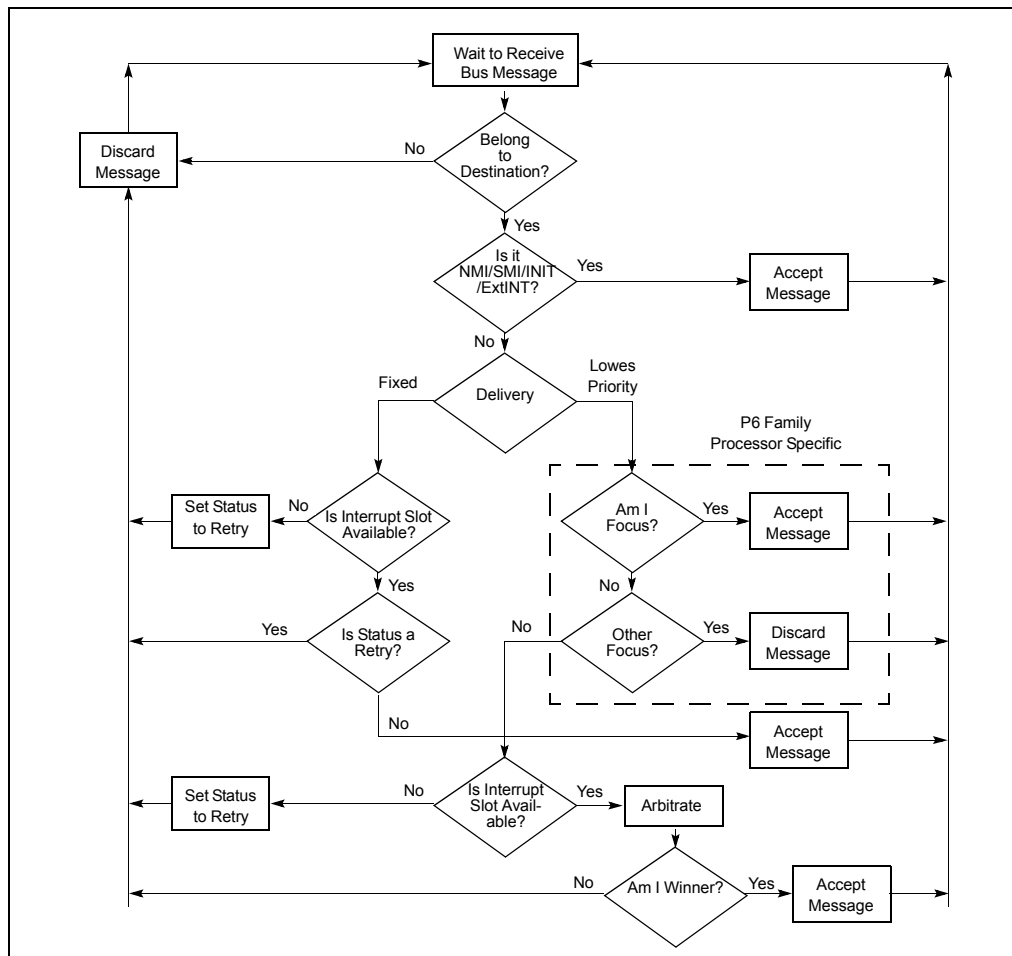 Wait to Receive
Bus Message
Belong
to
Destination?
No
Discard
Message
Yes
Is it
NMI/SMI/INIT
/ExtINT?
Yes
Accept
Message
No
Delivery
Fixed
Lowes
Priority
P6 Family
Processor Specific
Set Status
to Retry
No
Is Interrupt Slot
Available?
Am I
Focus?
Yes
Accept
Message
Yes
No
Yes
Is Status a
Retry?
No
Other
Focus?
Yes
Discard
Message
No
Accept
Message
Set Status
to Retry
No
Is Interrupt
Slot Avail-
able?
Yes
Arbitrate
No
Am I Winner?
Yes
Accept
Message